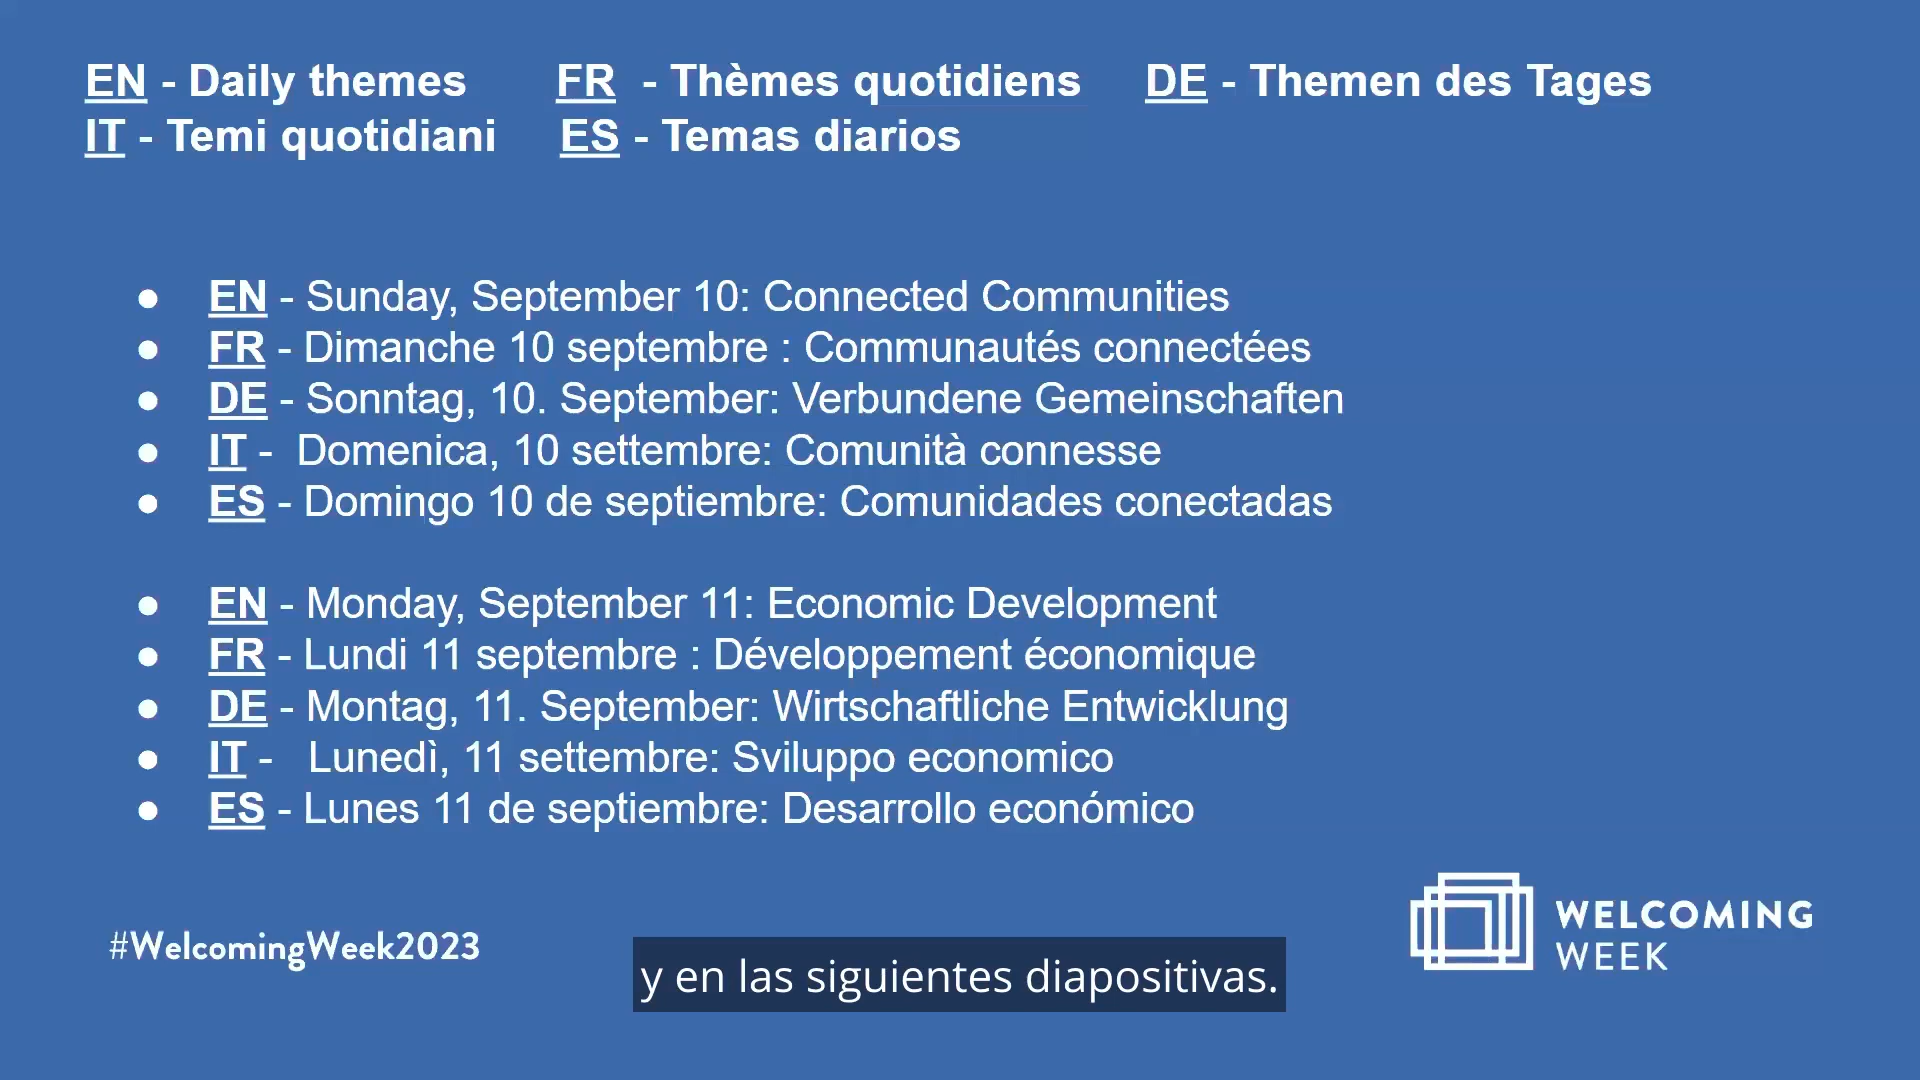 EN - Daily themes FR - Thèmes quotidiens DE - Themen des Tages
IT - Temi quotidiani ES - Temas diarios
● EN - Sunday, September 10: Connected Communities
● FR - Dimanche 10 septembre : Communautés connectées
● DE - Sonntag, 10. September: Verbundene Gemeinschaften
● IT - Domenica, 10 settembre: Comunità connesse
● ES - Domingo 10 de septiembre: Comunidades conectadas
● EN - Monday, September 11: Economic Development
● FR - Lundi 11 septembre : Développement économique
● DE - Montag, 11. September: Wirtschaftliche Entwicklung
● IT - Lunedì, 11 settembre: Sviluppo economico
● ES - Lunes 11 de septiembre: Desarrollo económico
#WelcomingWeek2023
y en las siguientes diapositivas.
WELCOMING
WEEK